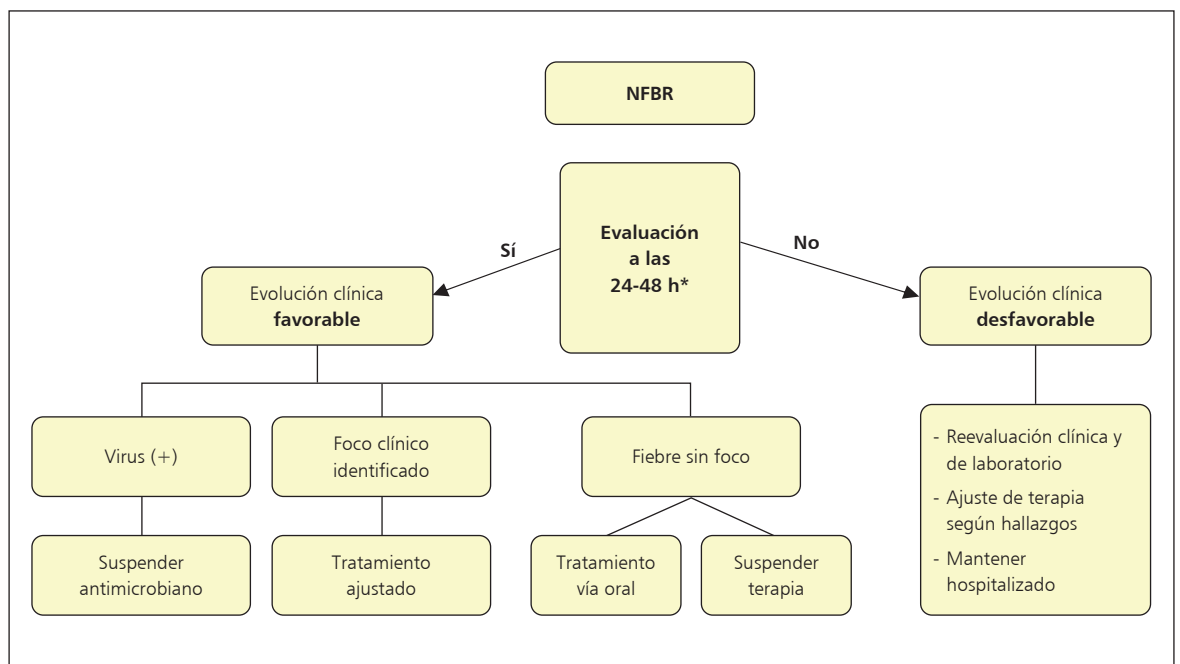 NFBR
Evaluación
a las
24-48 h*
Sí
No
Evolución clínica
favorable
Evolución clínica
desfavorable
Virus (+)
Foco clínico
identificado
Fiebre sin foco
- Reevaluación clínica y
de laboratorio
- Ajuste de terapia
según hallazgos
- Mantener
hospitalizado
Suspender
antimicrobiano
Tratamiento
ajustado
Tratamiento
vía oral
Suspender
terapia